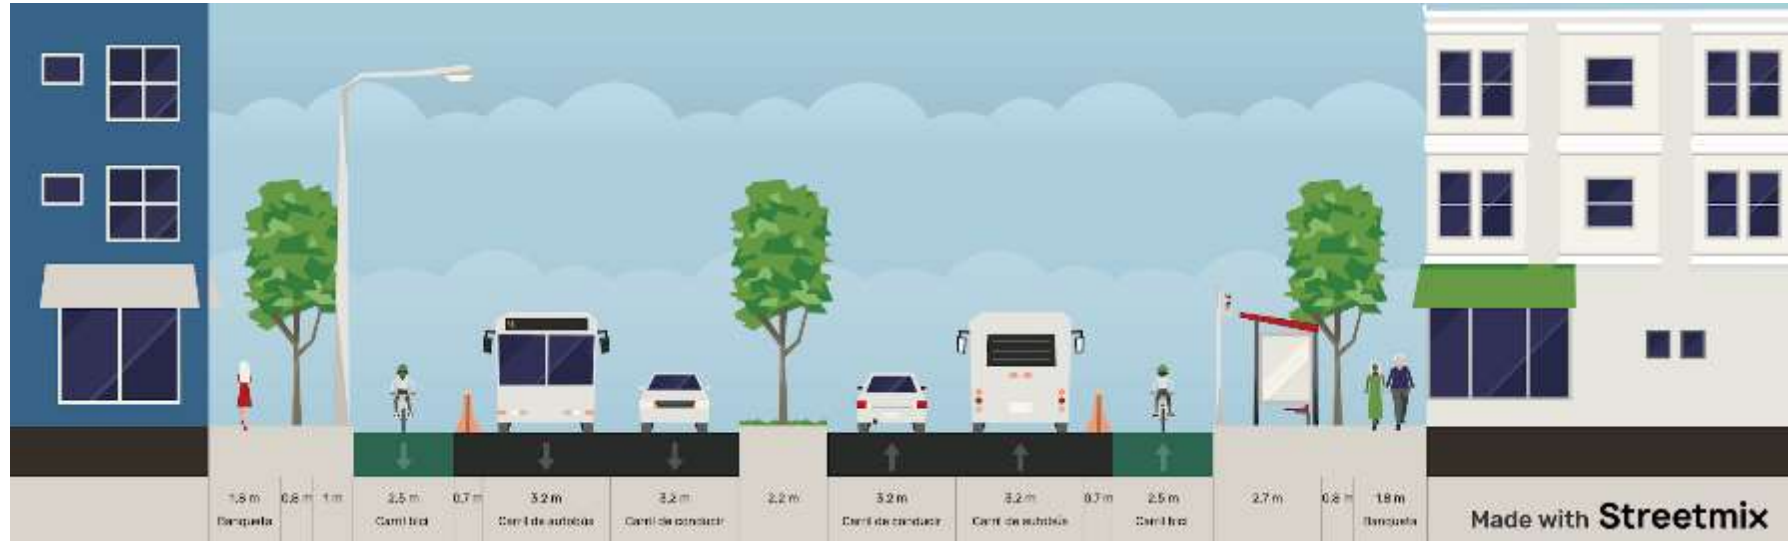 1.8 m 0.8 m 1 m 2.5 m 0.7 m 3.2 m 3.2 m 2.2 m 3.2 m 3.2 m 0.7 m 2.5 m 2.7 m 0.8 m 1.8 m
Banqueta Carril bici Carril de autobús Carril de conducir Carril de conducir Carril de autobús Carril bici Banqueta
Made with Streetmix